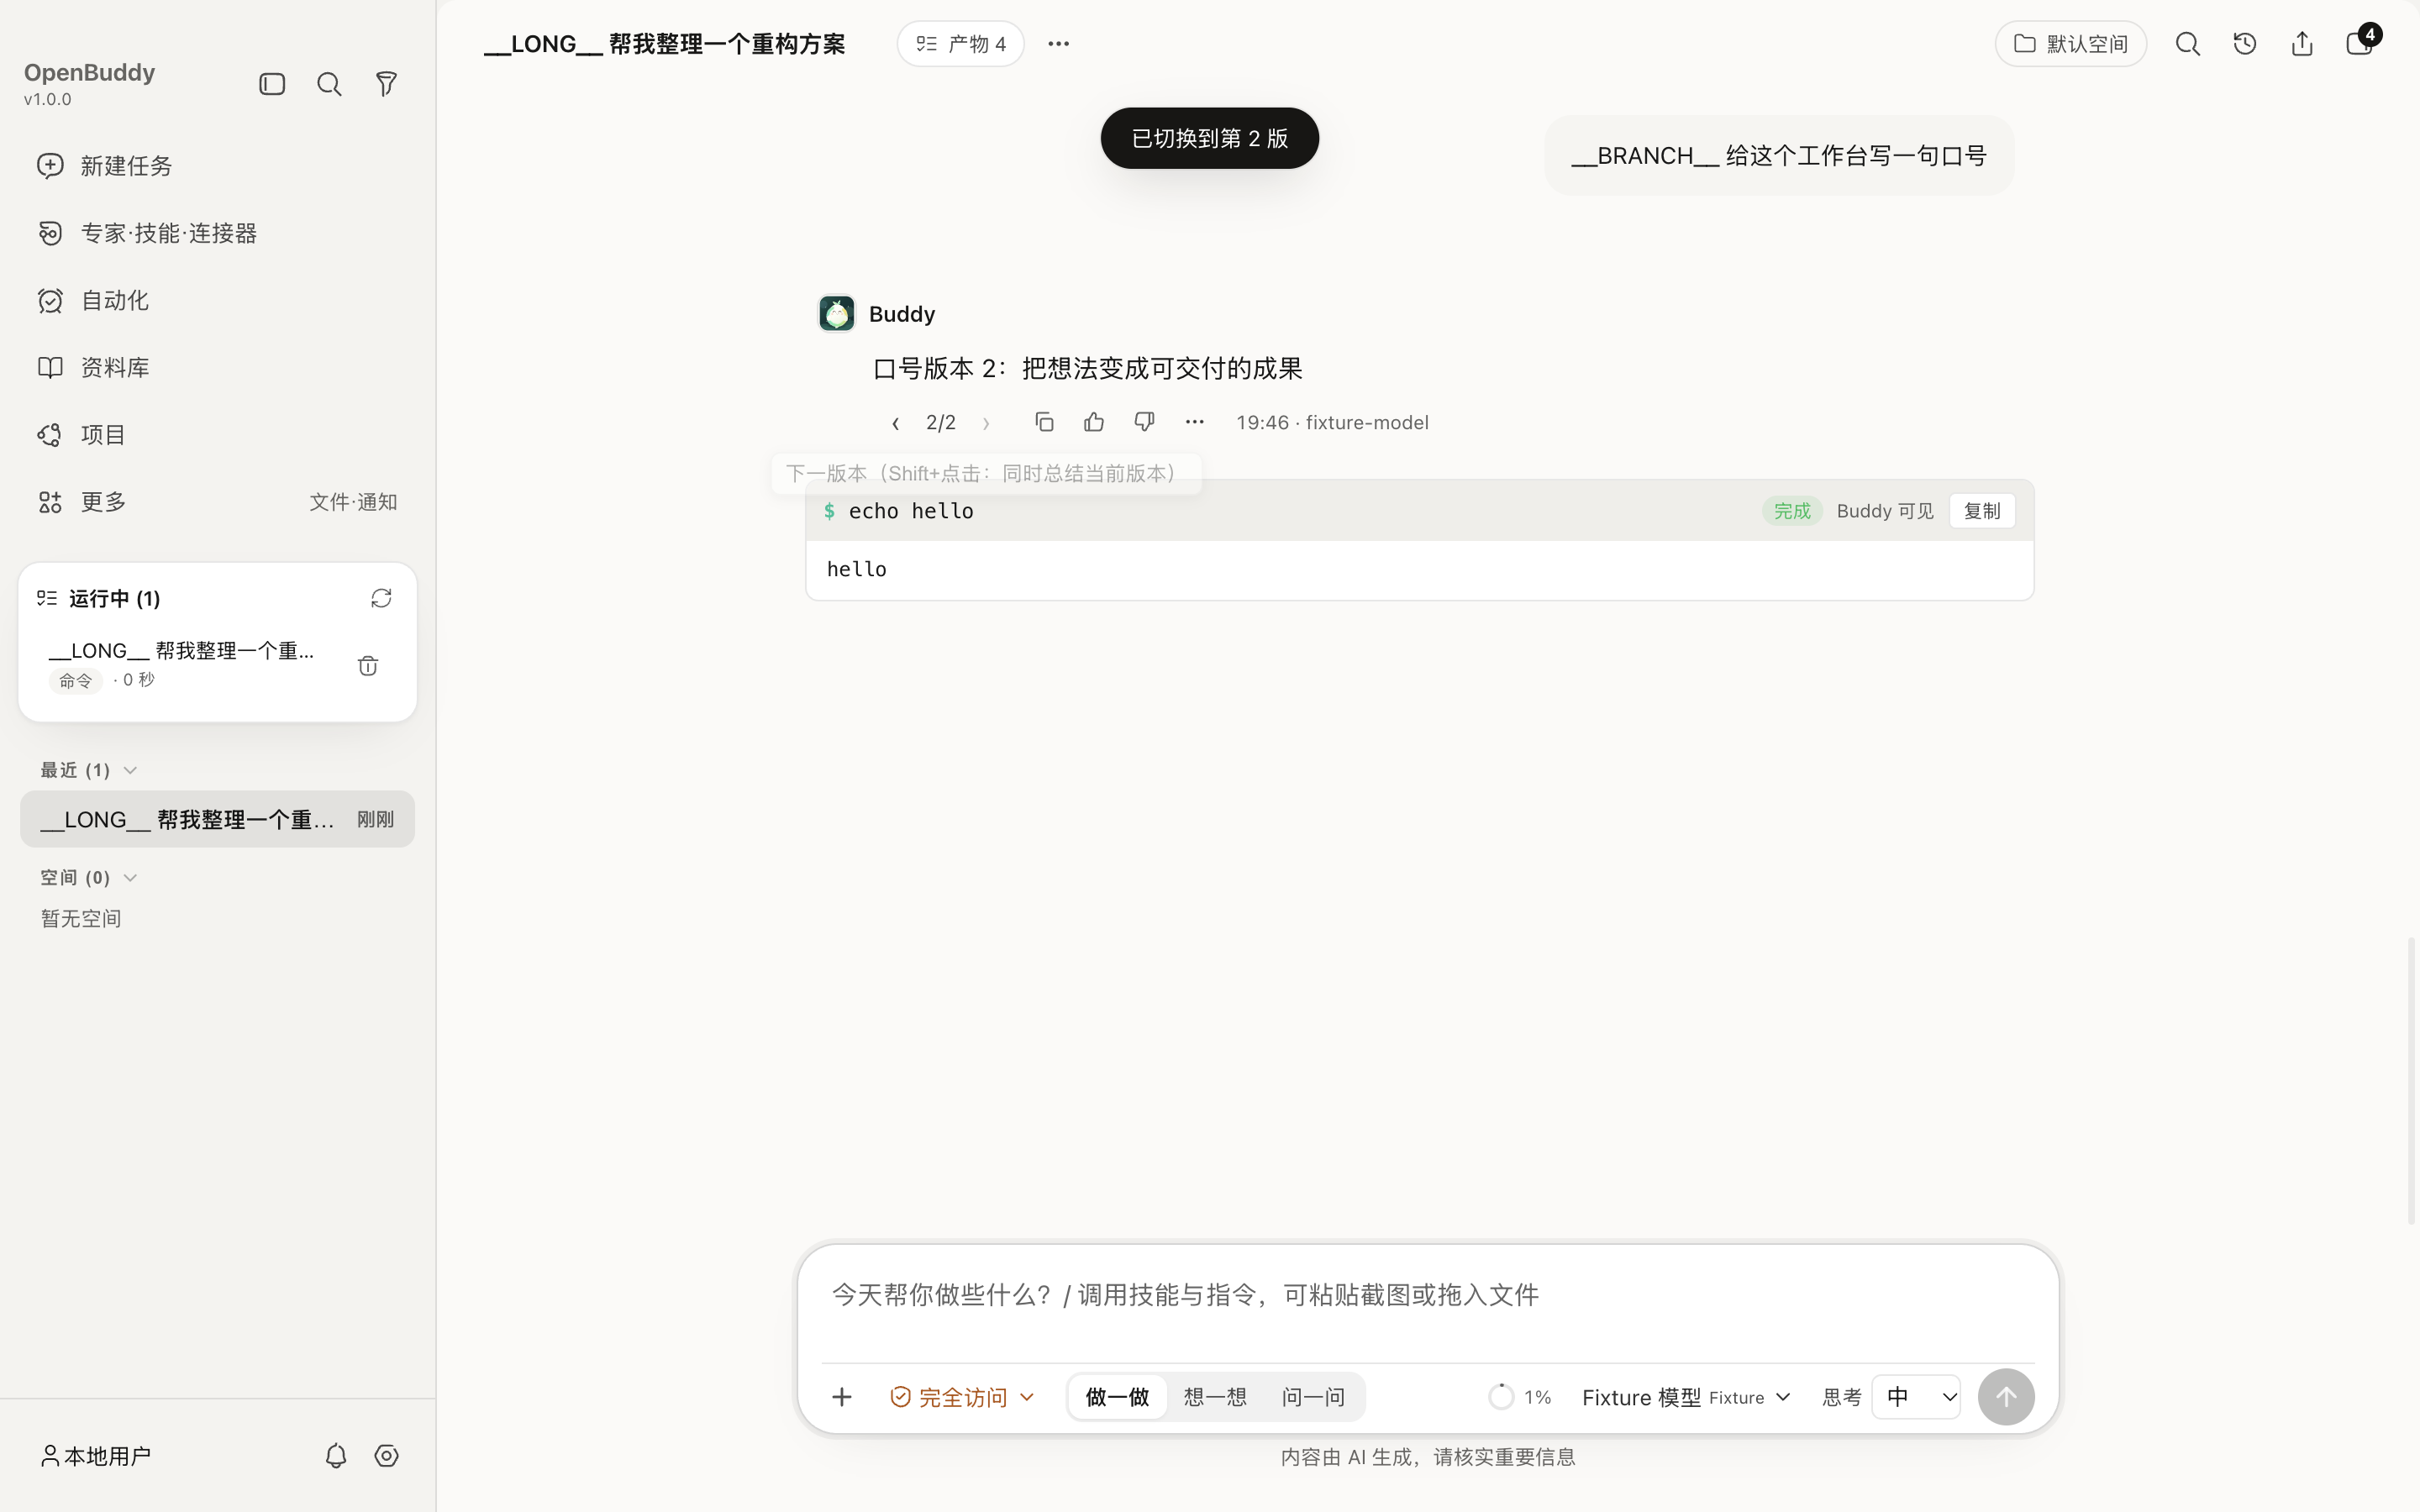 OpenBuddy
v1.0.0
新建任务
专家·技能·连接器
自动化
资料库
项目
更多 文件·通知
运行中 (1)
__LONG__ 帮我整理一个重...
命令 · 0 秒
最近 (1)
__LONG__ 帮我整理一个重... 刚刚
空间 (0)
暂无空间
本地用户
__LONG__ 帮我整理一个重构方案 产物 4 默认空间 4
已切换到第 2 版
__BRANCH__ 给这个工作台写一句口号
Buddy
口号版本 2：把想法变成可交付的成果
2/2 19:46 · fixture-model
下一版本（Shift+点击：同时总结当前版本）
$ echo hello 完成 Buddy 可见 复制
hello
今天帮你做些什么？/ 调用技能与指令，可粘贴截图或拖入文件
完全访问 做一做 想一想 问一问 1% Fixture 模型 Fixture 思考 中
内容由 AI 生成，请核实重要信息